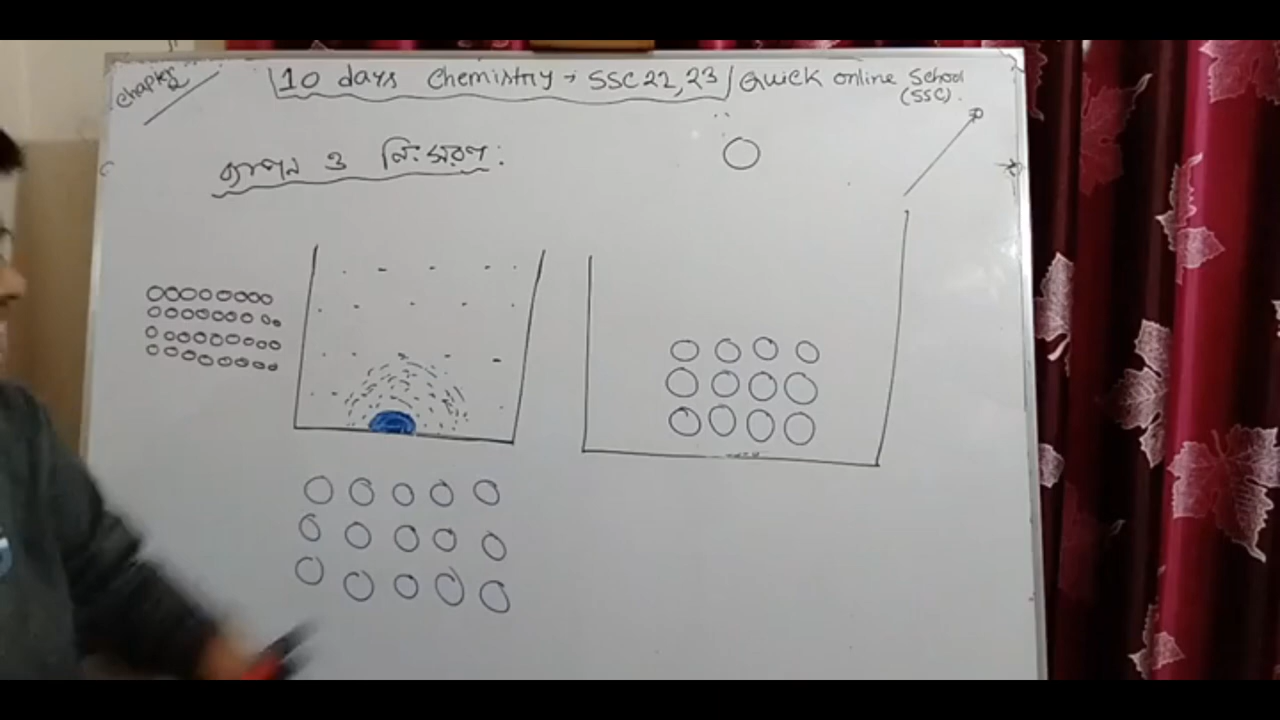 Chapter 2
10 days Chemistry → SSC 22, 23 / Quick Online School
(SSC).
ব্যাপন ও নিঃসরণ: